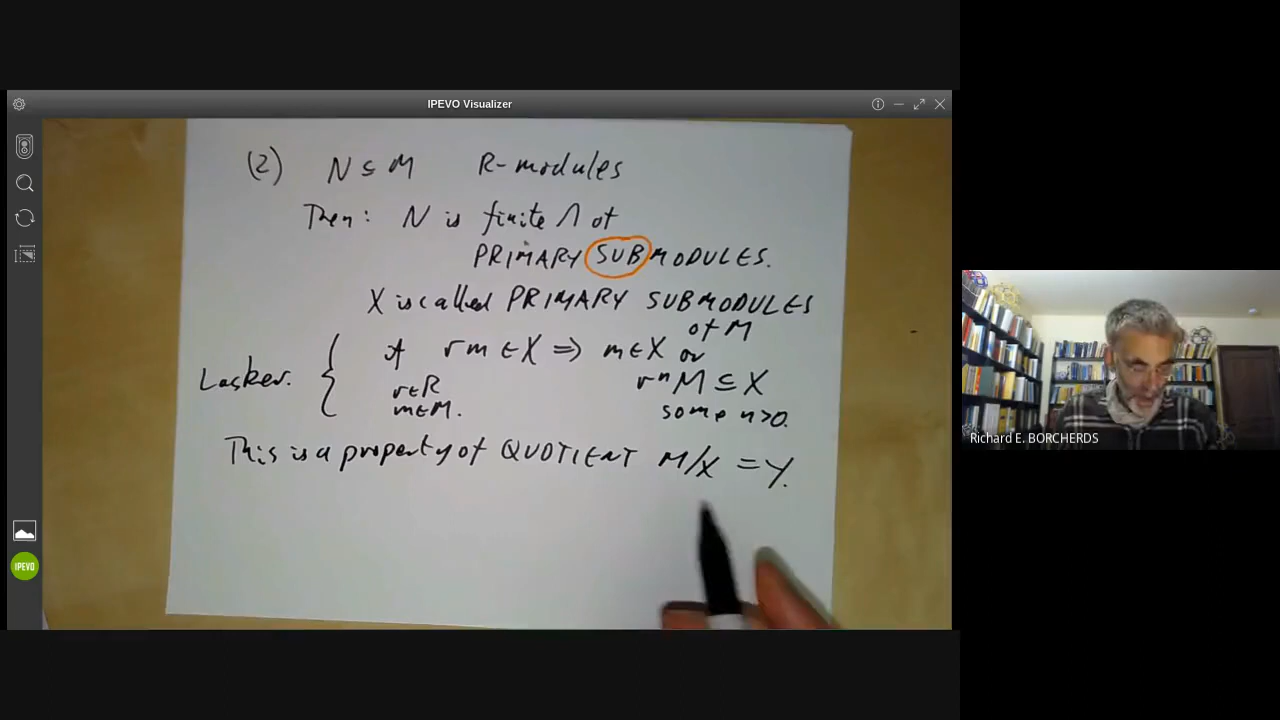 IPEVO Visualizer
(2) N ⊆ M R-modules
Then: N is finite ∩ of
PRIMARY SUBMODULES.
X is called PRIMARY SUBMODULES
of M
if rm ∈ X ⇒ m ∈ X or
Lasker. r∈R rⁿM ⊆ X
m∈M. some n>0.
This is a property of QUOTIENT M/X = Y.
IPEVO
Richard E. BORCHERDS